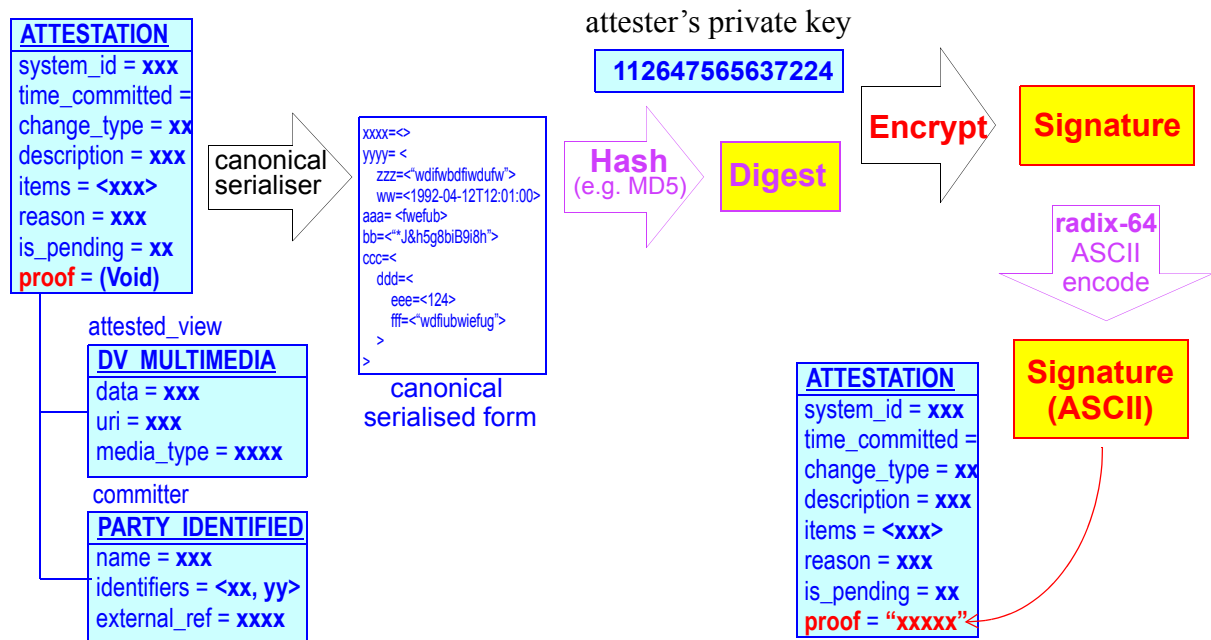 ATTESTATION
system_id = xxx
time_committed =
change_type = xx
description = xxx
items = <xxx>
reason = xxx
is_pending = xx
proof = (Void)
attested_view
DV_MULTIMEDIA
data = xxx
uri = xxx
media_type = xxxx
committer
PARTY_IDENTIFIED
name = xxx
identifiers = <xx, yy>
external_ref = xxxx
canonical
serialiser
xxxx=<>
yyyy= <
zzz=<“wdifwbdfiwdufw”>
ww=<1992-04-12T12:01:00>
aaa= <fwefub>
bb=<“*J&h5g8biB9i8h”>
ccc=<
ddd=<
eee=<124>
fff=<“wdfiubwiefug”>
>
>
canonical
serialised form
attester’s private key
112647565637224
Hash
(e.g. MD5)
Digest
Encrypt
Signature
radix-64
ASCII
encode
Signature
(ASCII)
ATTESTATION
system_id = xxx
time_committed =
change_type = xx
description = xxx
items = <xxx>
reason = xxx
is_pending = xx
proof = “xxxxx”